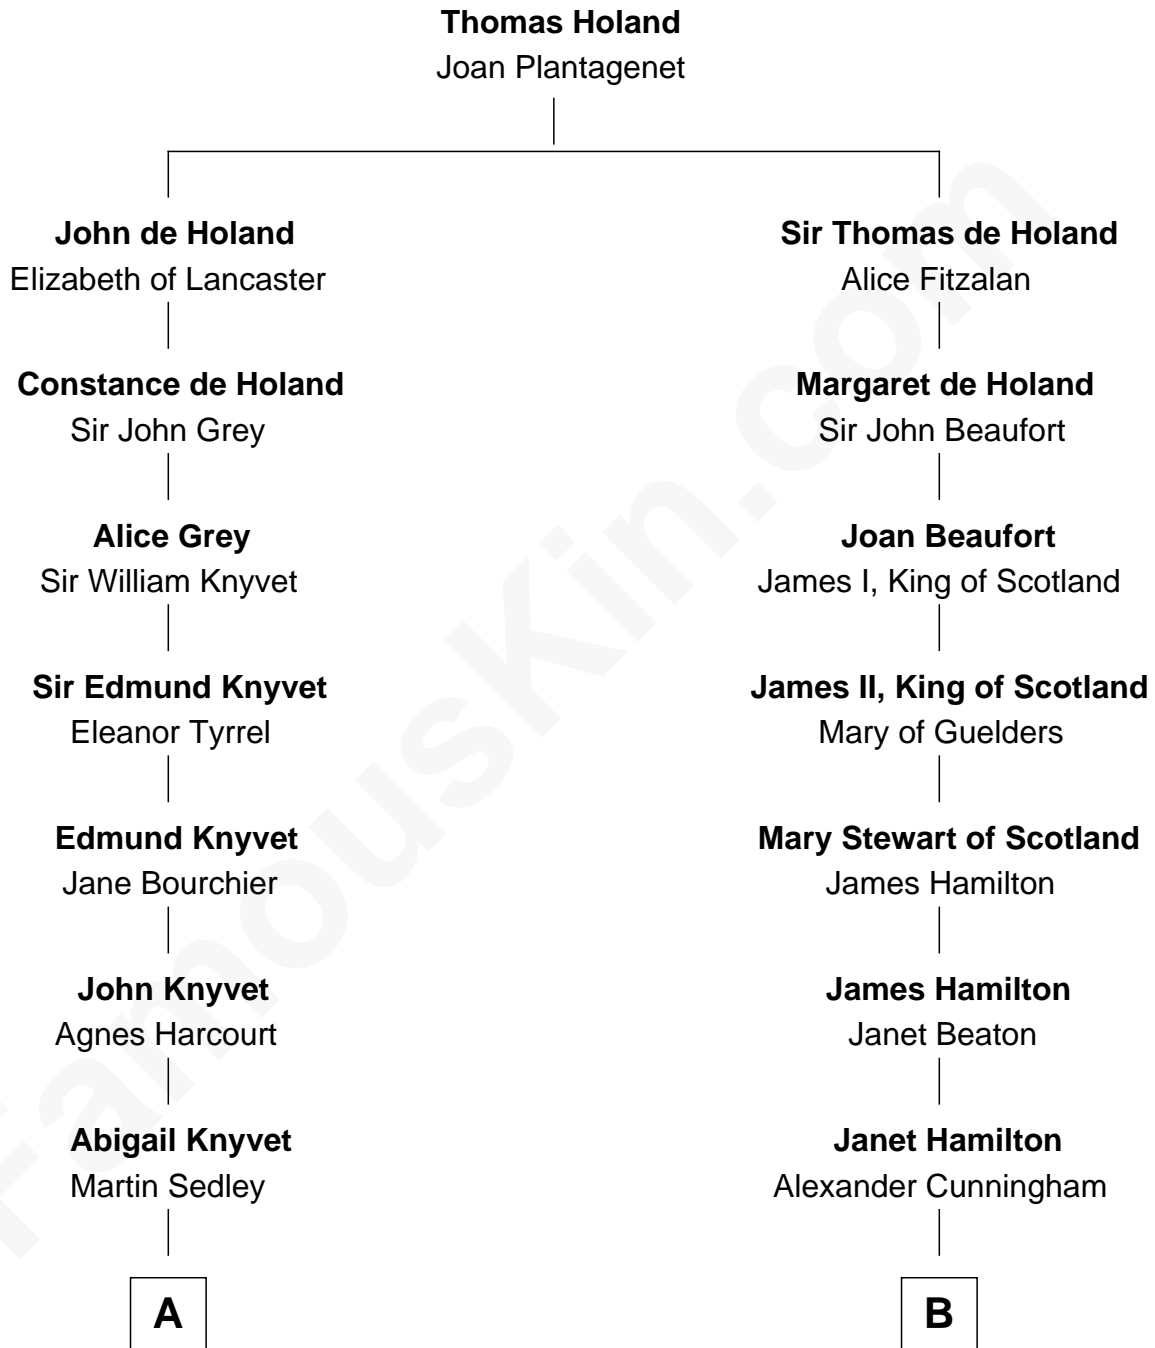 Thomas Holand
Joan Plantagenet
John de Holand
Elizabeth of Lancaster
Constance de Holand
Sir John Grey
Alice Grey
Sir William Knyvet
Sir Edmund Knyvet
Eleanor Tyrrel
Edmund Knyvet
Jane Bourchier
John Knyvet
Agnes Harcourt
Abigail Knyvet
Martin Sedley
A
Sir Thomas de Holand
Alice Fitzalan
Margaret de Holand
Sir John Beaufort
Joan Beaufort
James I, King of Scotland
James II, King of Scotland
Mary of Guelders
Mary Stewart of Scotland
James Hamilton
James Hamilton
Janet Beaton
Janet Hamilton
Alexander Cunningham
B
FamousKin.com